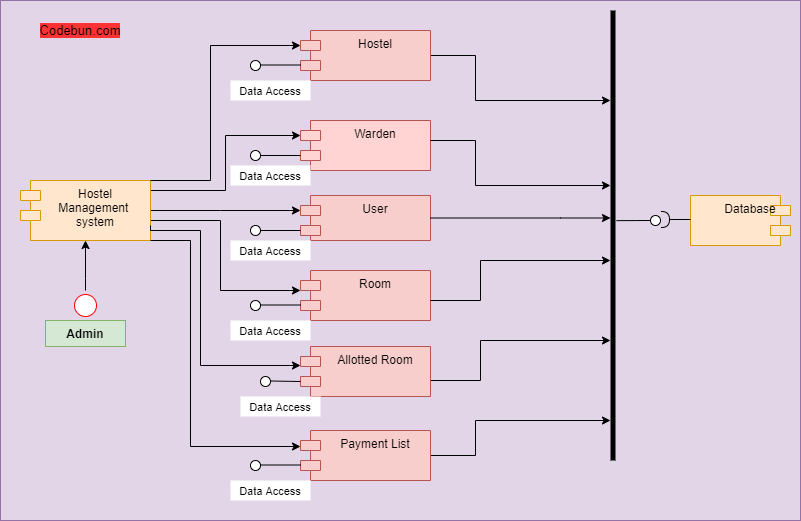 Codebun.com
Hostel
Data Access
Warden
Data Access
Hostel
Management
system
User
Data Access
Database
Room
Data Access
Admin
Allotted Room
Data Access
Payment List
Data Access